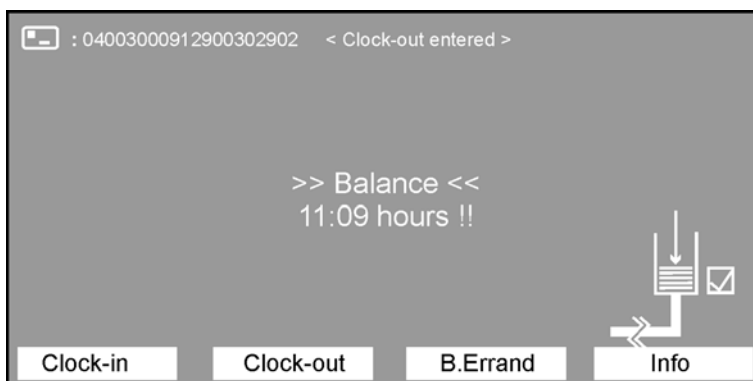 : 04003000912900302902 < Clock-out entered >
>> Balance <<
11:09 hours !!
Clock-in Clock-out B.Errand Info